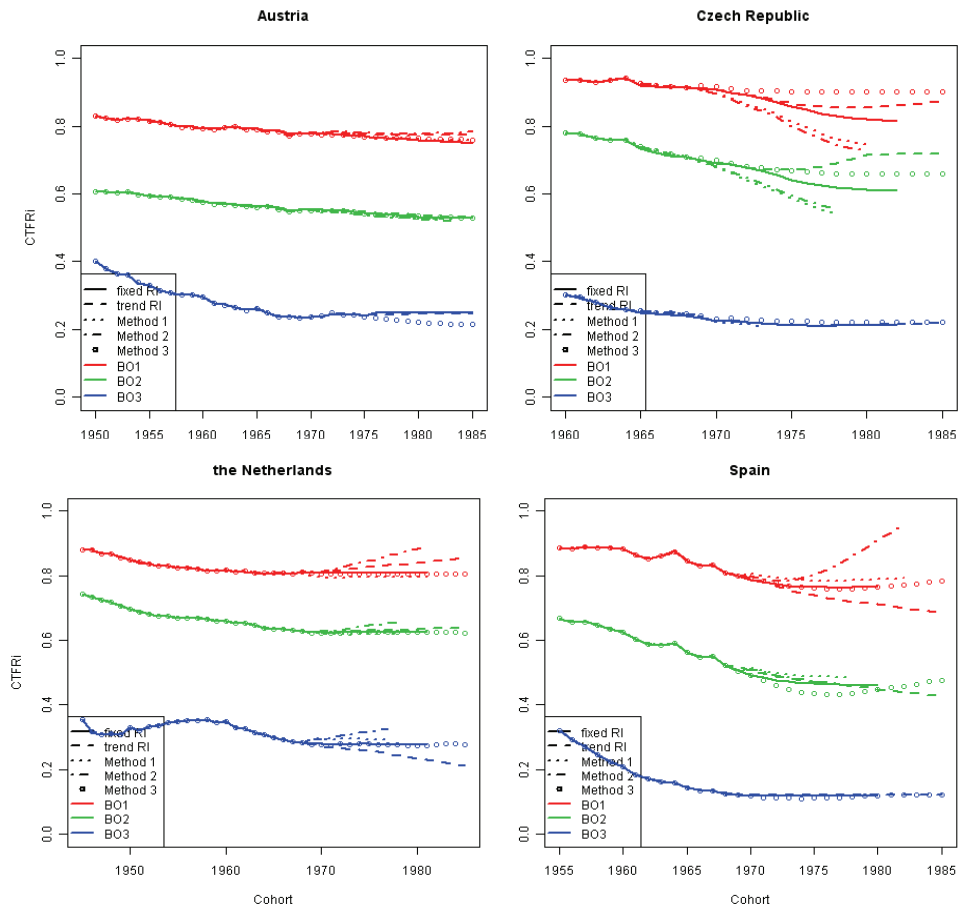 Austria
CTFRi
1.0
0.8
0.6
0.4
0.2
0.0
fixed RI
trend RI
Method 1
Method 2
Method 3
BO1
BO2
BO3
1950 1955 1960 1965 1970 1975 1980 1985
Czech Republic
1.0
0.8
0.6
0.4
0.2
0.0
fixed RI
trend RI
Method 1
Method 2
Method 3
BO1
BO2
BO3
1960 1965 1970 1975 1980 1985
the Netherlands
CTFRi
1.0
0.8
0.6
0.4
0.2
0.0
fixed RI
trend RI
Method 1
Method 2
Method 3
BO1
BO2
BO3
1950 1960 1970 1980
Cohort
Spain
1.0
0.8
0.6
0.4
0.2
0.0
fixed RI
trend RI
Method 1
Method 2
Method 3
BO1
BO2
BO3
1955 1960 1965 1970 1975 1980 1985
Cohort